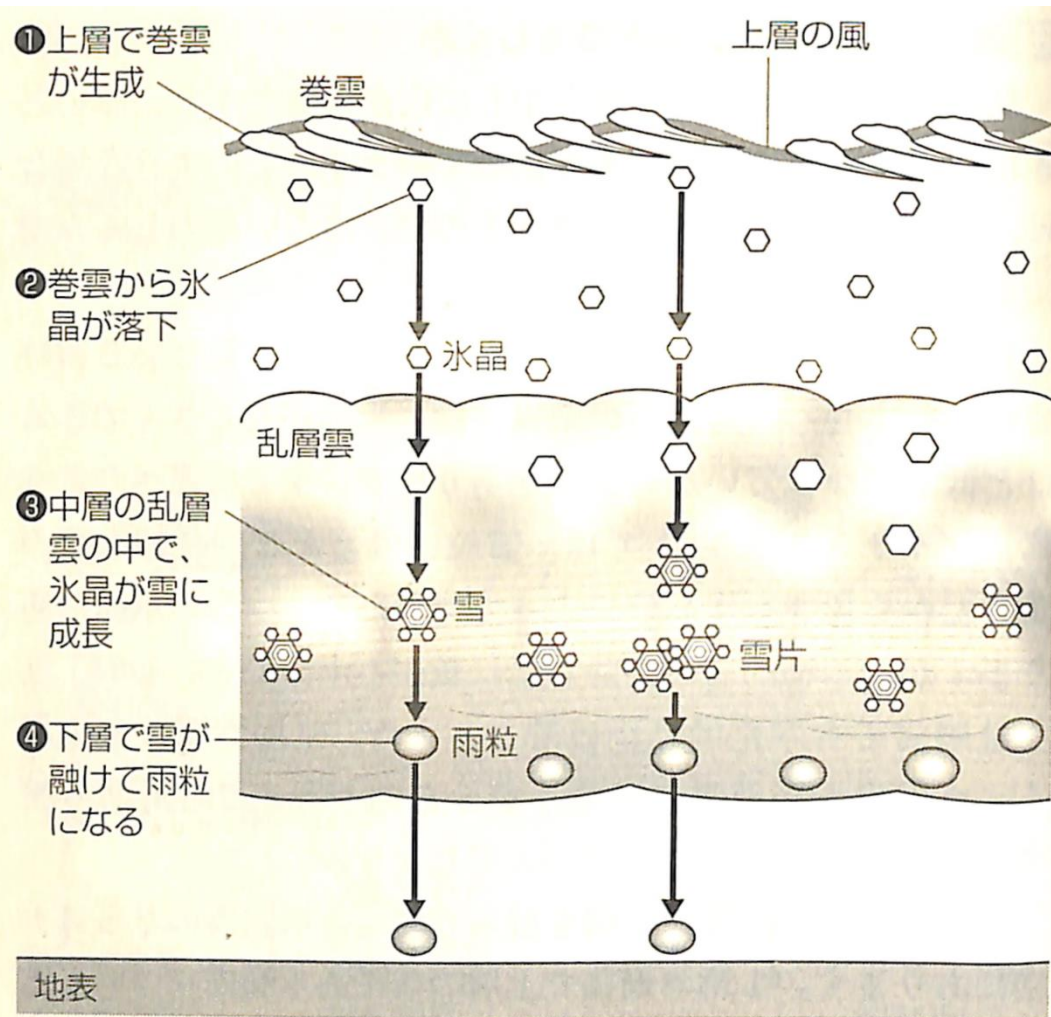 ❶上層で巻雲
が生成
巻雲
上層の風
❷巻雲から氷
晶が落下
氷晶
乱層雲
❸中層の乱層
雲の中で、
氷晶が雪に
成長
雪
雪片
❹下層で雪が
融けて雨粒
になる
雨粒
地表